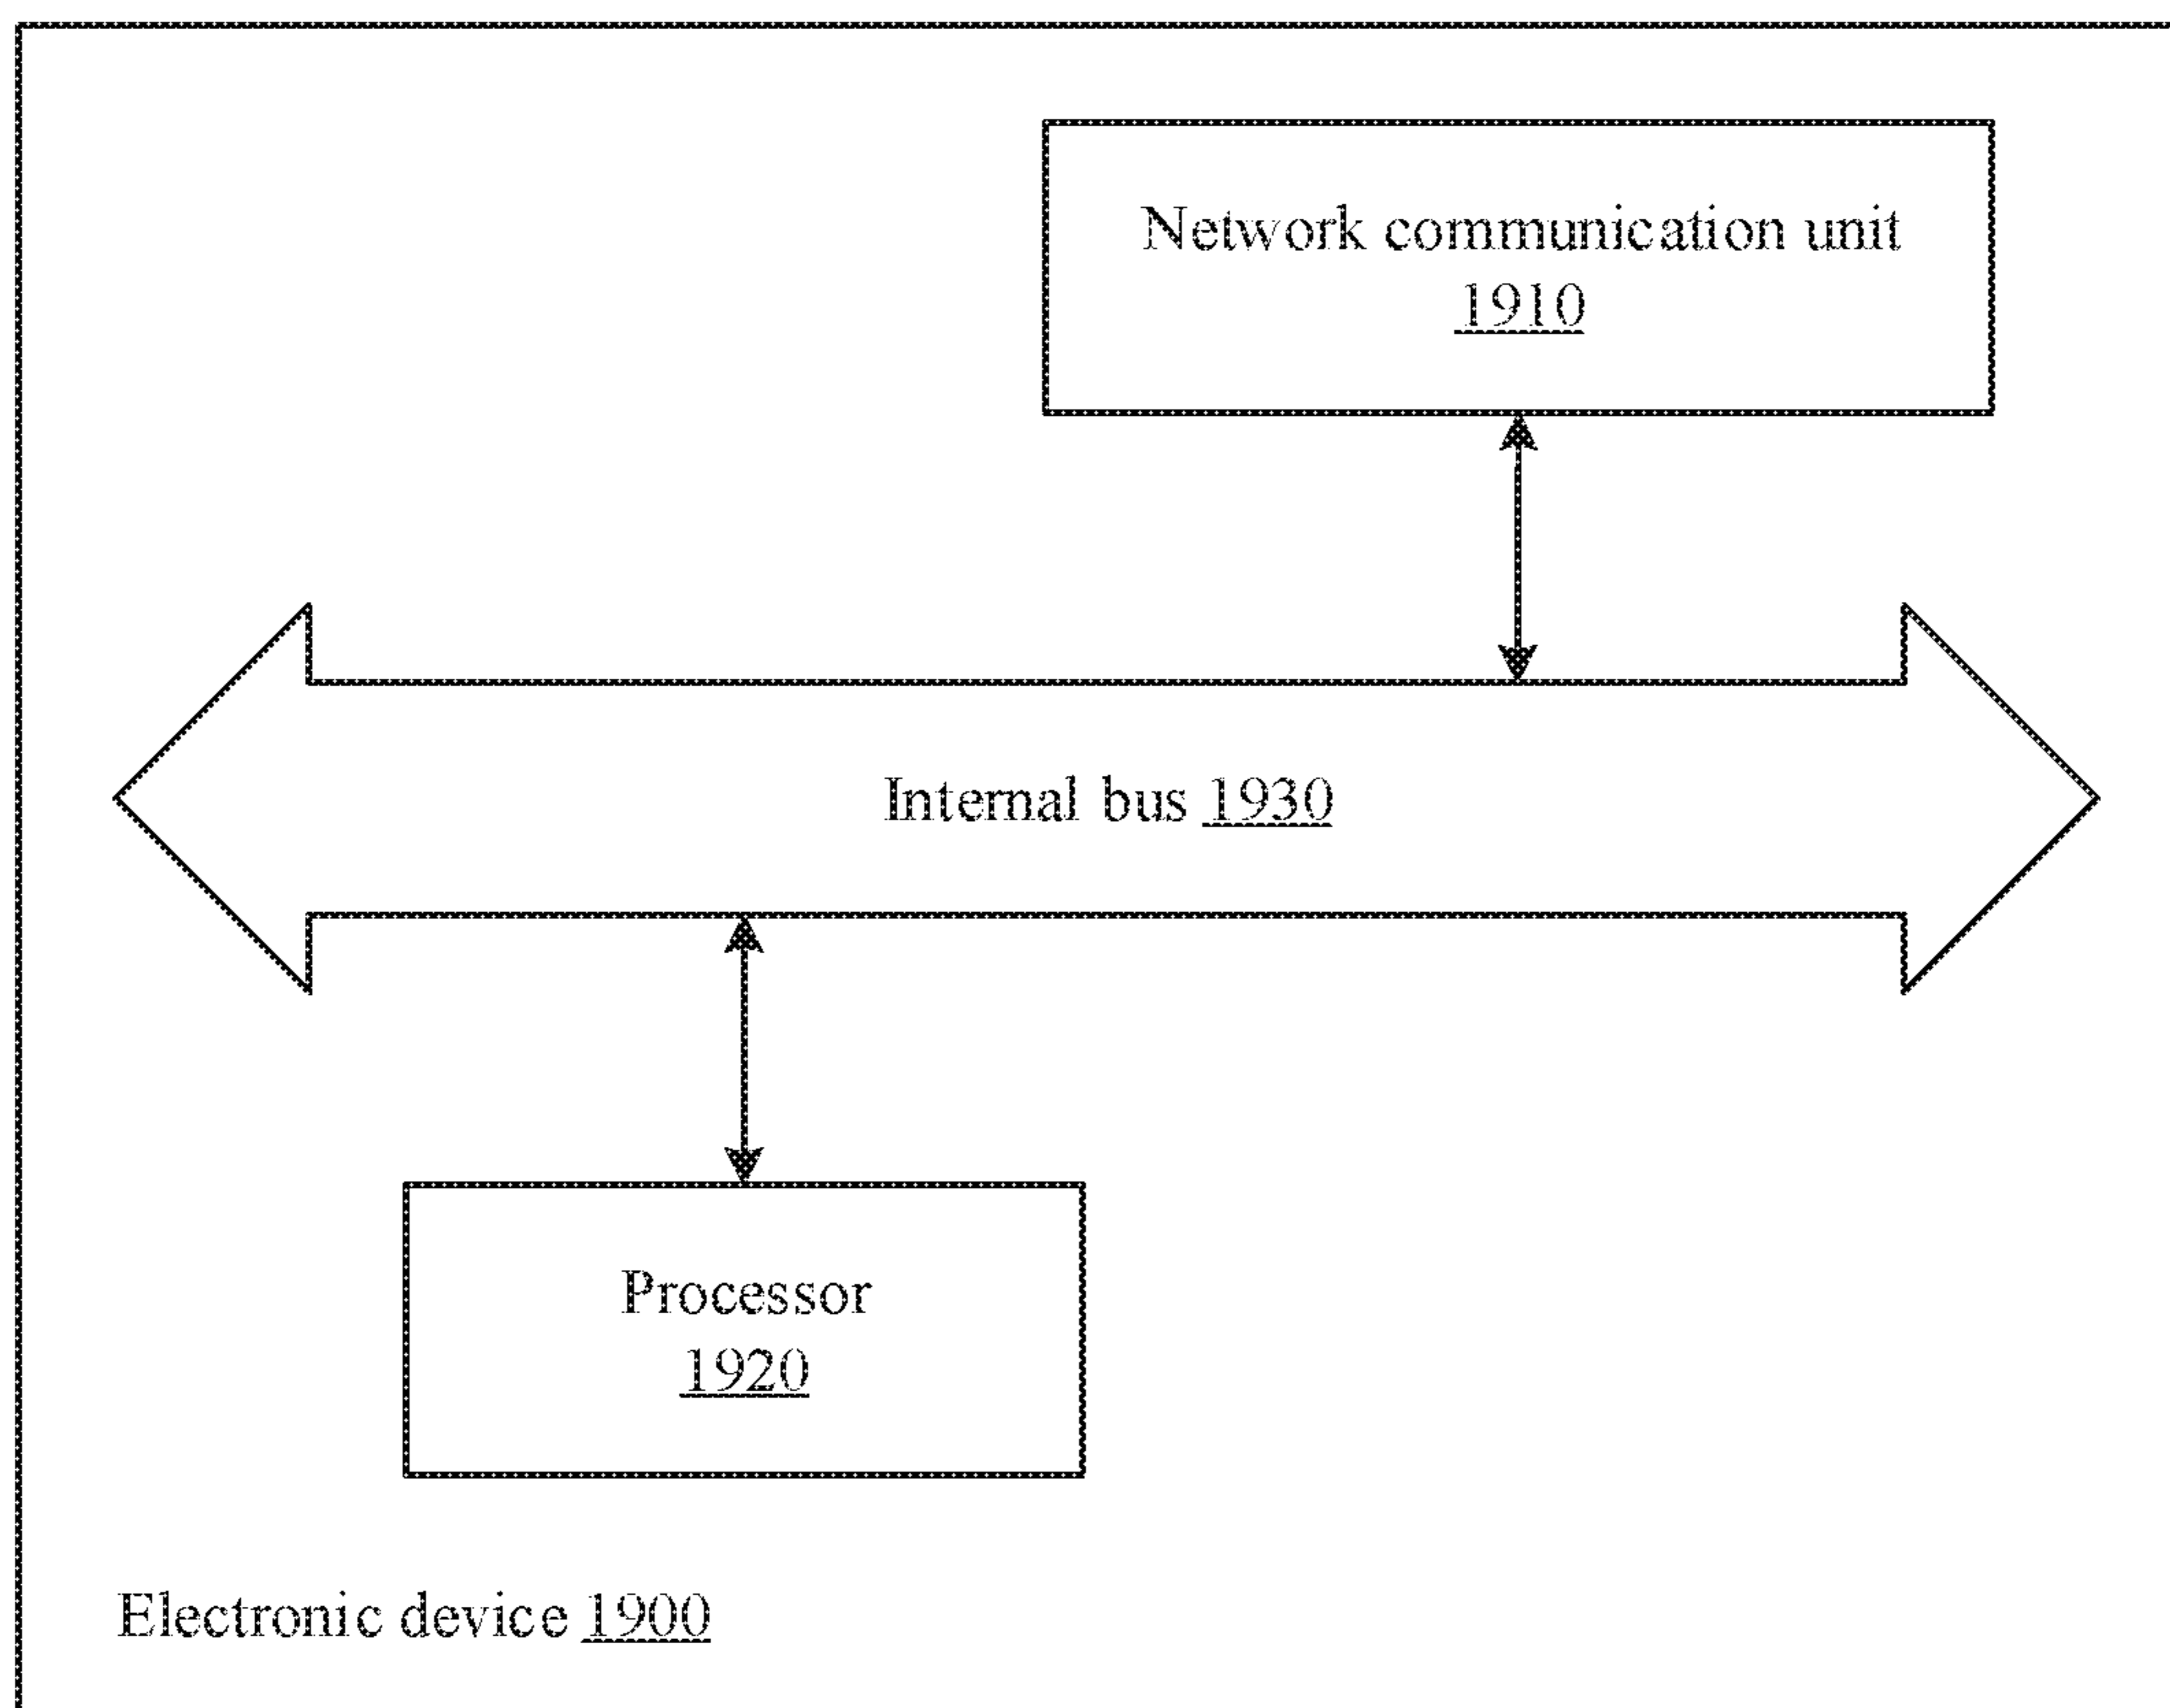 Network communication unit
1910
Internal bus 1930
Processor
1920
Electronic device 1900